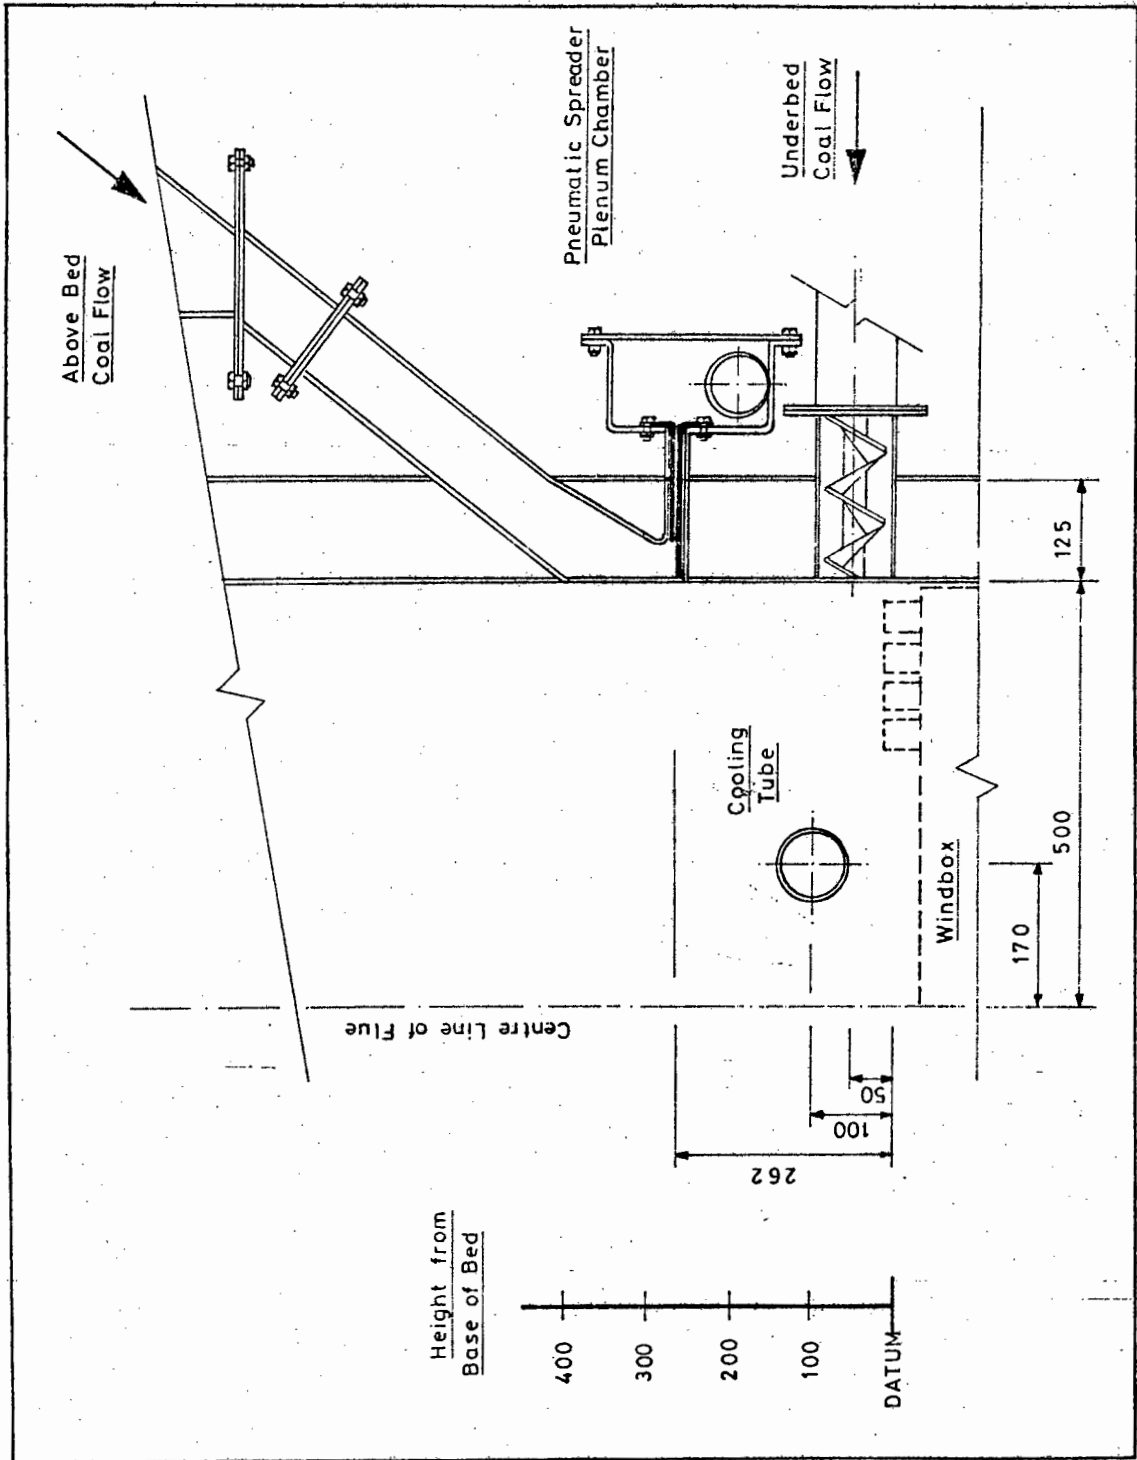 Above Bed
Coal Flow
Pneumatic Spreader
Plenum Chamber
Underbed
Coal Flow
Centre Line of Flue
Cooling
Tube
Windbox
125
500
170
50
100
262
Height from
Base of Bed
400
300
200
100
DATUM